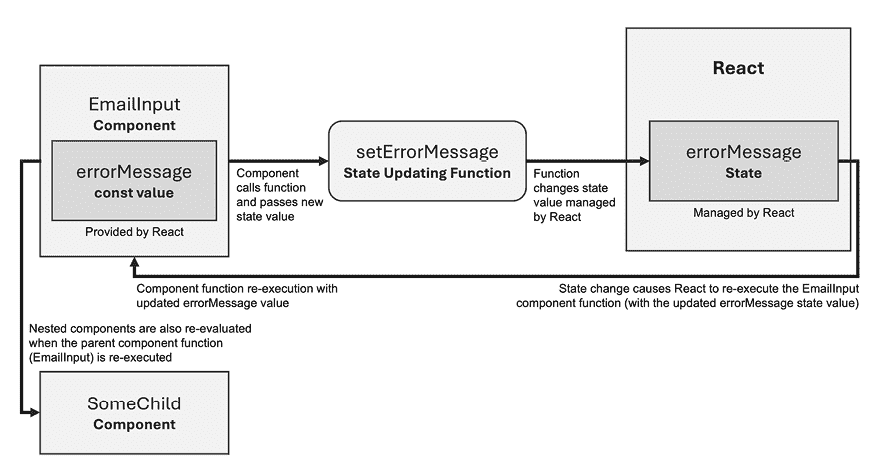 React
EmailInput
Component
errorMessage
const value
Provided by React
Component
calls function
and passes new
state value
setErrorMessage
State Updating Function
Function
changes state
value managed
by React
errorMessage
State
Managed by React
Component function re-execution with
updated errorMessage value
State change causes React to re-execute the EmailInput
component function (with the updated errorMessage state value)
Nested components are also re-evaluated
when the parent component function
(EmailInput) is re-executed
SomeChild
Component